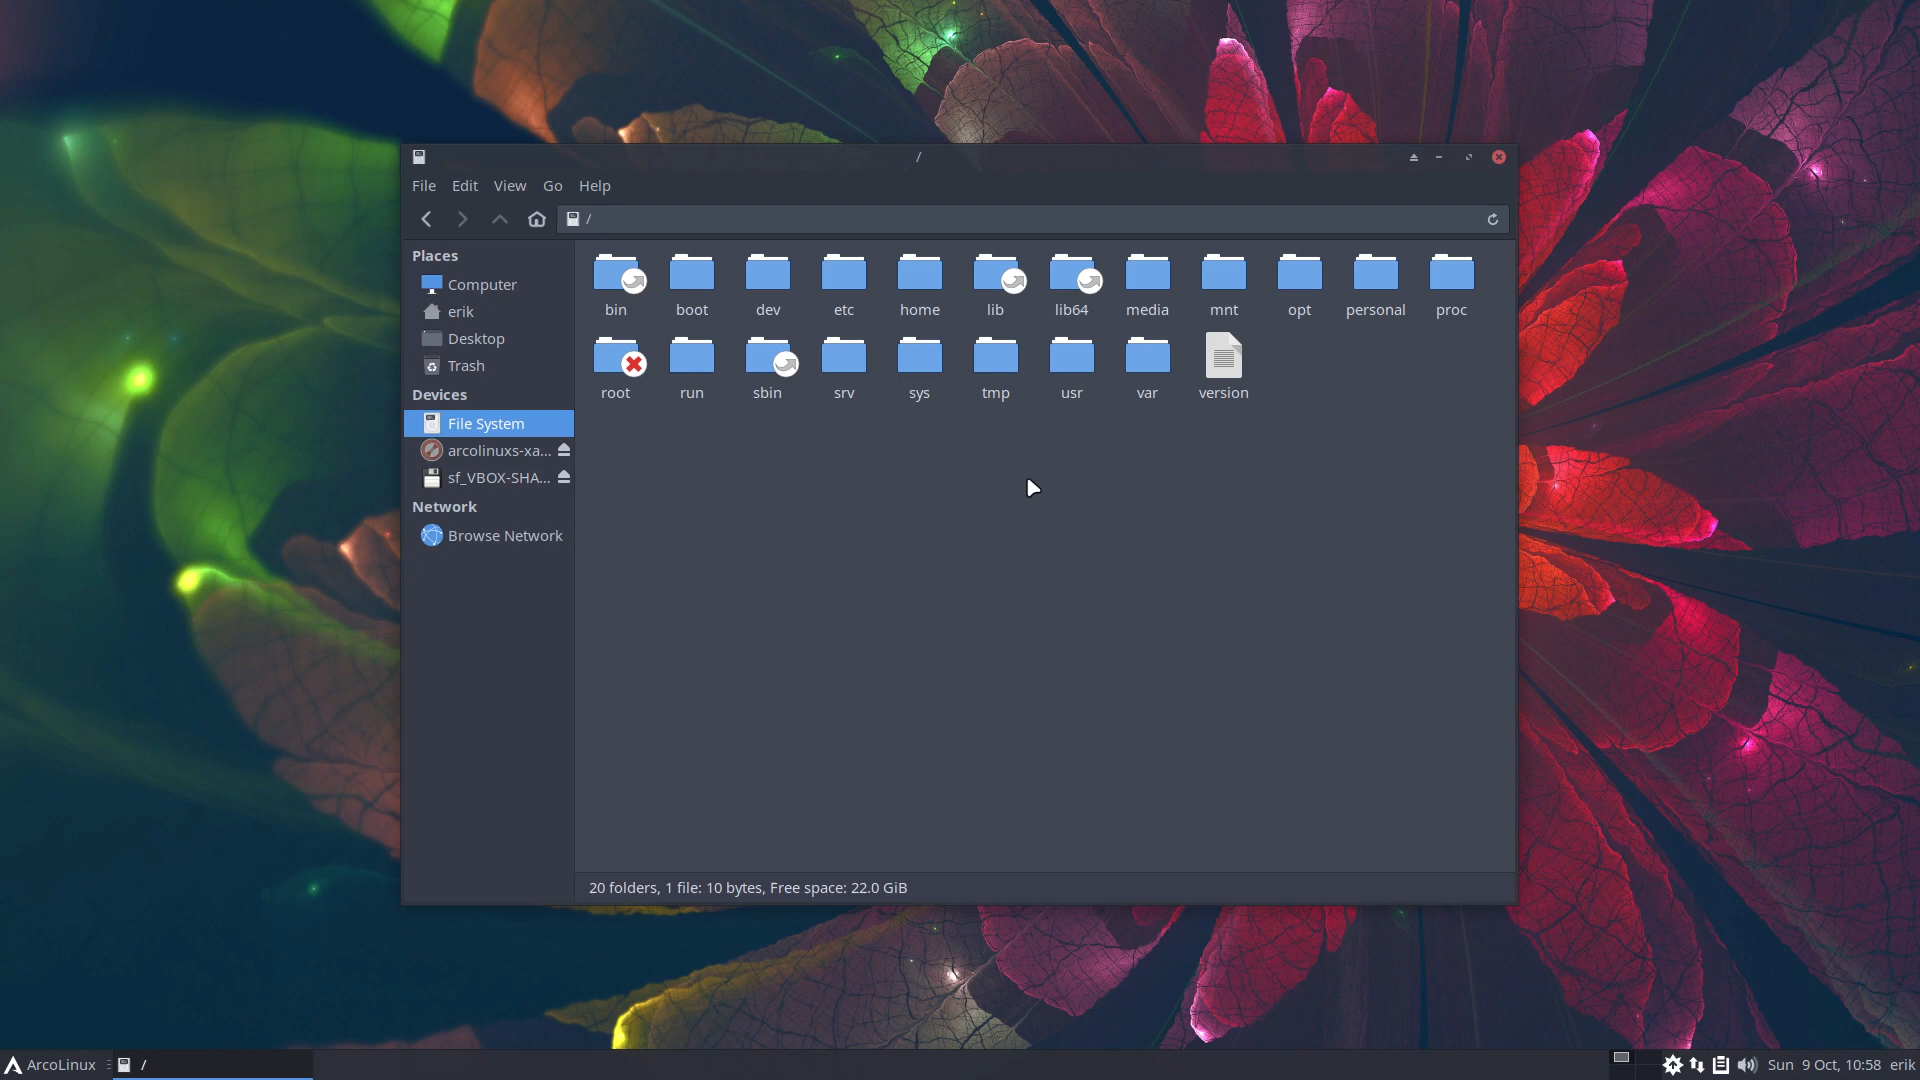 /
File Edit View Go Help
/
Places
Computer
erik
Desktop
Trash
Devices
File System
arcolinuxs-xa...
sf_VBOX-SHA...
Network
Browse Network
bin boot dev etc home lib lib64 media mnt opt personal proc
root run sbin srv sys tmp usr var version
20 folders, 1 file: 10 bytes, Free space: 22.0 GiB
ArcoLinux / Sun 9 Oct, 10:58 erik